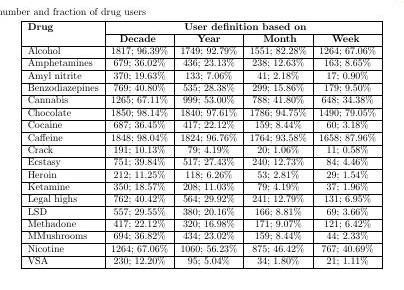 number and fraction of drug users
Drug User definition based on
Decade Year Month Week
Alcohol 1817; 96.39% 1749; 92.79% 1551; 82.28% 1264; 67.06%
Amphetamines 679; 36.02% 436; 23.13% 238; 12.63% 163; 8.65%
Amyl nitrite 370; 19.63% 133; 7.06% 41; 2.18% 17; 0.90%
Benzodiazepines 769; 40.80% 535; 28.38% 299; 15.86% 179; 9.50%
Cannabis 1265; 67.11% 999; 53.00% 788; 41.80% 648; 34.38%
Chocolate 1850; 98.14% 1840; 97.61% 1786; 94.75% 1490; 79.05%
Cocaine 687; 36.45% 417; 22.12% 159; 8.44% 60; 3.18%
Caffeine 1848; 98.04% 1824; 96.76% 1764; 93.58% 1658; 87.96%
Crack 191; 10.13% 79; 4.19% 20; 1.06% 11; 0.58%
Ecstasy 751; 39.84% 517; 27.43% 240; 12.73% 84; 4.46%
Heroin 212; 11.25% 118; 6.26% 53; 2.81% 29; 1.54%
Ketamine 350; 18.57% 208; 11.03% 79; 4.19% 37; 1.96%
Legal highs 762; 40.42% 564; 29.92% 241; 12.79% 131; 6.95%
LSD 557; 29.55% 380; 20.16% 166; 8.81% 69; 3.66%
Methadone 417; 22.12% 320; 16.98% 171; 9.07% 121; 6.42%
MMushrooms 694; 36.82% 434; 23.02% 159; 8.44% 44; 2.33%
Nicotine 1264; 67.06% 1060; 56.23% 875; 46.42% 767; 40.69%
VSA 230; 12.20% 95; 5.04% 34; 1.80% 21; 1.11%